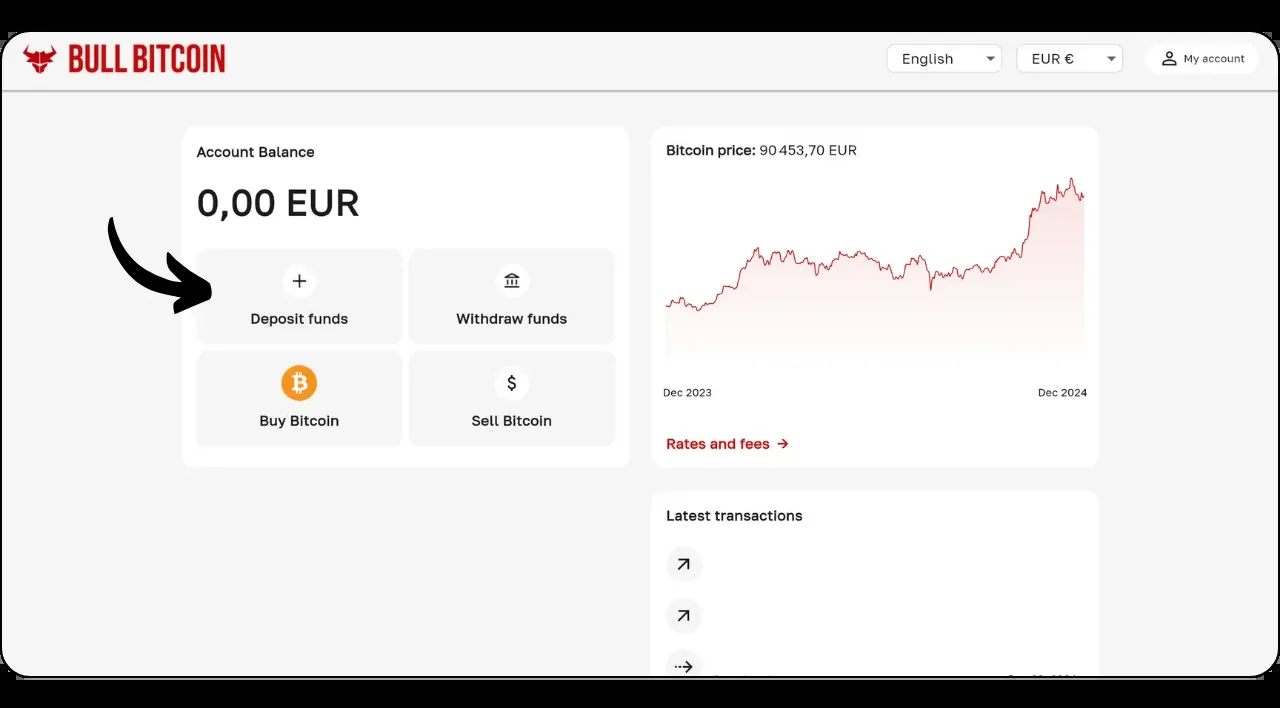 BULL BITCOIN
English
EUR €
My account
Account Balance
0,00 EUR
Deposit funds
Withdraw funds
Buy Bitcoin
$
Sell Bitcoin
Bitcoin price: 90 453,70 EUR
Dec 2023
Dec 2024
Rates and fees →
Latest transactions